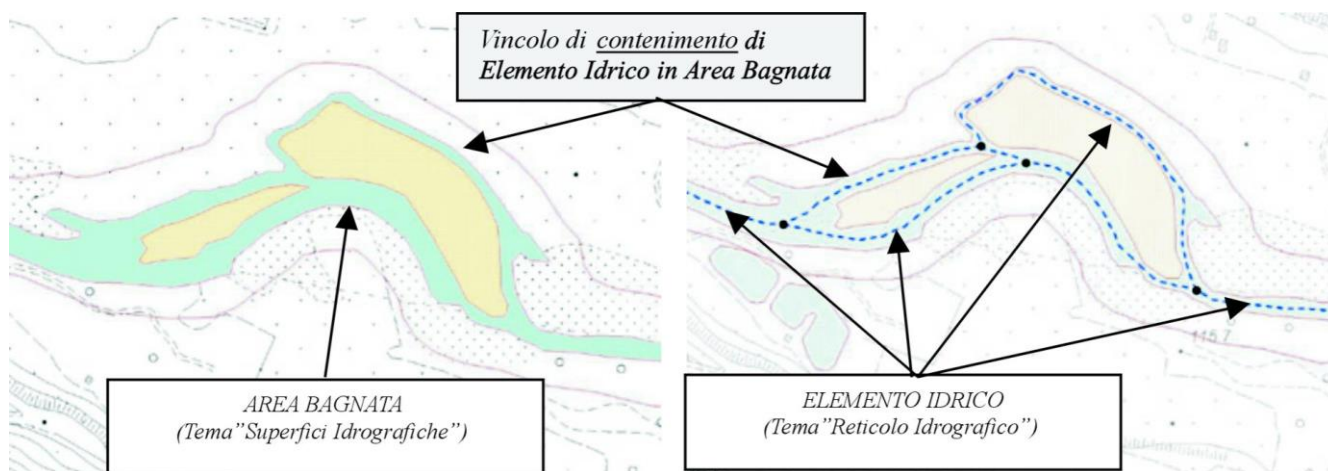 Vincolo di contenimento di
Elemento Idrico in Area Bagnata
115.7
AREA BAGNATA
(Tema"Superfici Idrografiche")
ELEMENTO IDRICO
(Tema"Reticolo Idrografico")